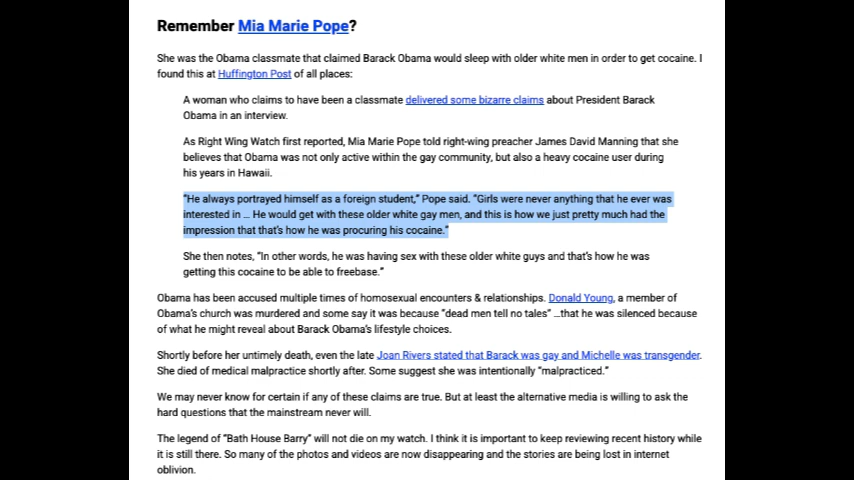 Remember Mia Marie Pope?
She was the Obama classmate that claimed Barack Obama would sleep with older white men in order to get cocaine. I
found this at Huffington Post of all places:
A woman who claims to have been a classmate delivered some bizarre claims about President Barack
Obama in an interview.
As Right Wing Watch first reported, Mia Marie Pope told right-wing preacher James David Manning that she
believes that Obama was not only active within the gay community, but also a heavy cocaine user during
his years in Hawaii.
“He always portrayed himself as a foreign student,” Pope said. “Girls were never anything that he ever was
interested in … He would get with these older white gay men, and this is how we just pretty much had the
impression that that’s how he was procuring his cocaine.”
She then notes, “In other words, he was having sex with these older white guys and that’s how he was
getting this cocaine to be able to freebase.”
Obama has been accused multiple times of homosexual encounters & relationships. Donald Young, a member of
Obama’s church was murdered and some say it was because “dead men tell no tales” …that he was silenced because
of what he might reveal about Barack Obama’s lifestyle choices.
Shortly before her untimely death, even the late Joan Rivers stated that Barack was gay and Michelle was transgender.
She died of medical malpractice shortly after. Some suggest she was intentionally “malpracticed.”
We may never know for certain if any of these claims are true. But at least the alternative media is willing to ask the
hard questions that the mainstream never will.
The legend of “Bath House Barry” will not die on my watch. I think it is important to keep reviewing recent history while
it is still there. So many of the photos and videos are now disappearing and the stories are being lost in internet
oblivion.